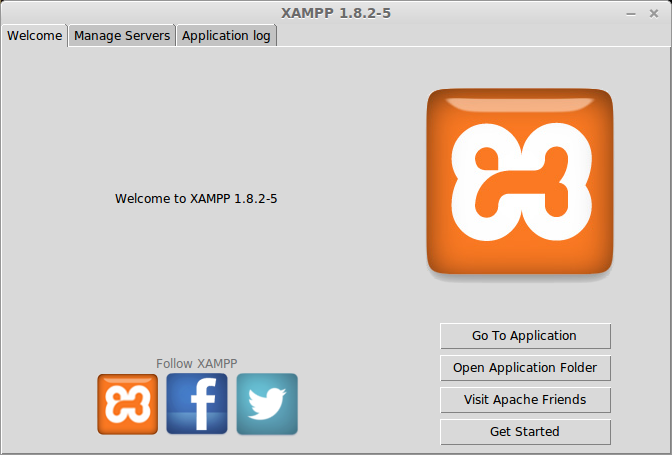 XAMPP 1.8.2-5
Welcome Manage Servers Application log
Welcome to XAMPP 1.8.2-5
Follow XAMPP
Go To Application
Open Application Folder
Visit Apache Friends
Get Started